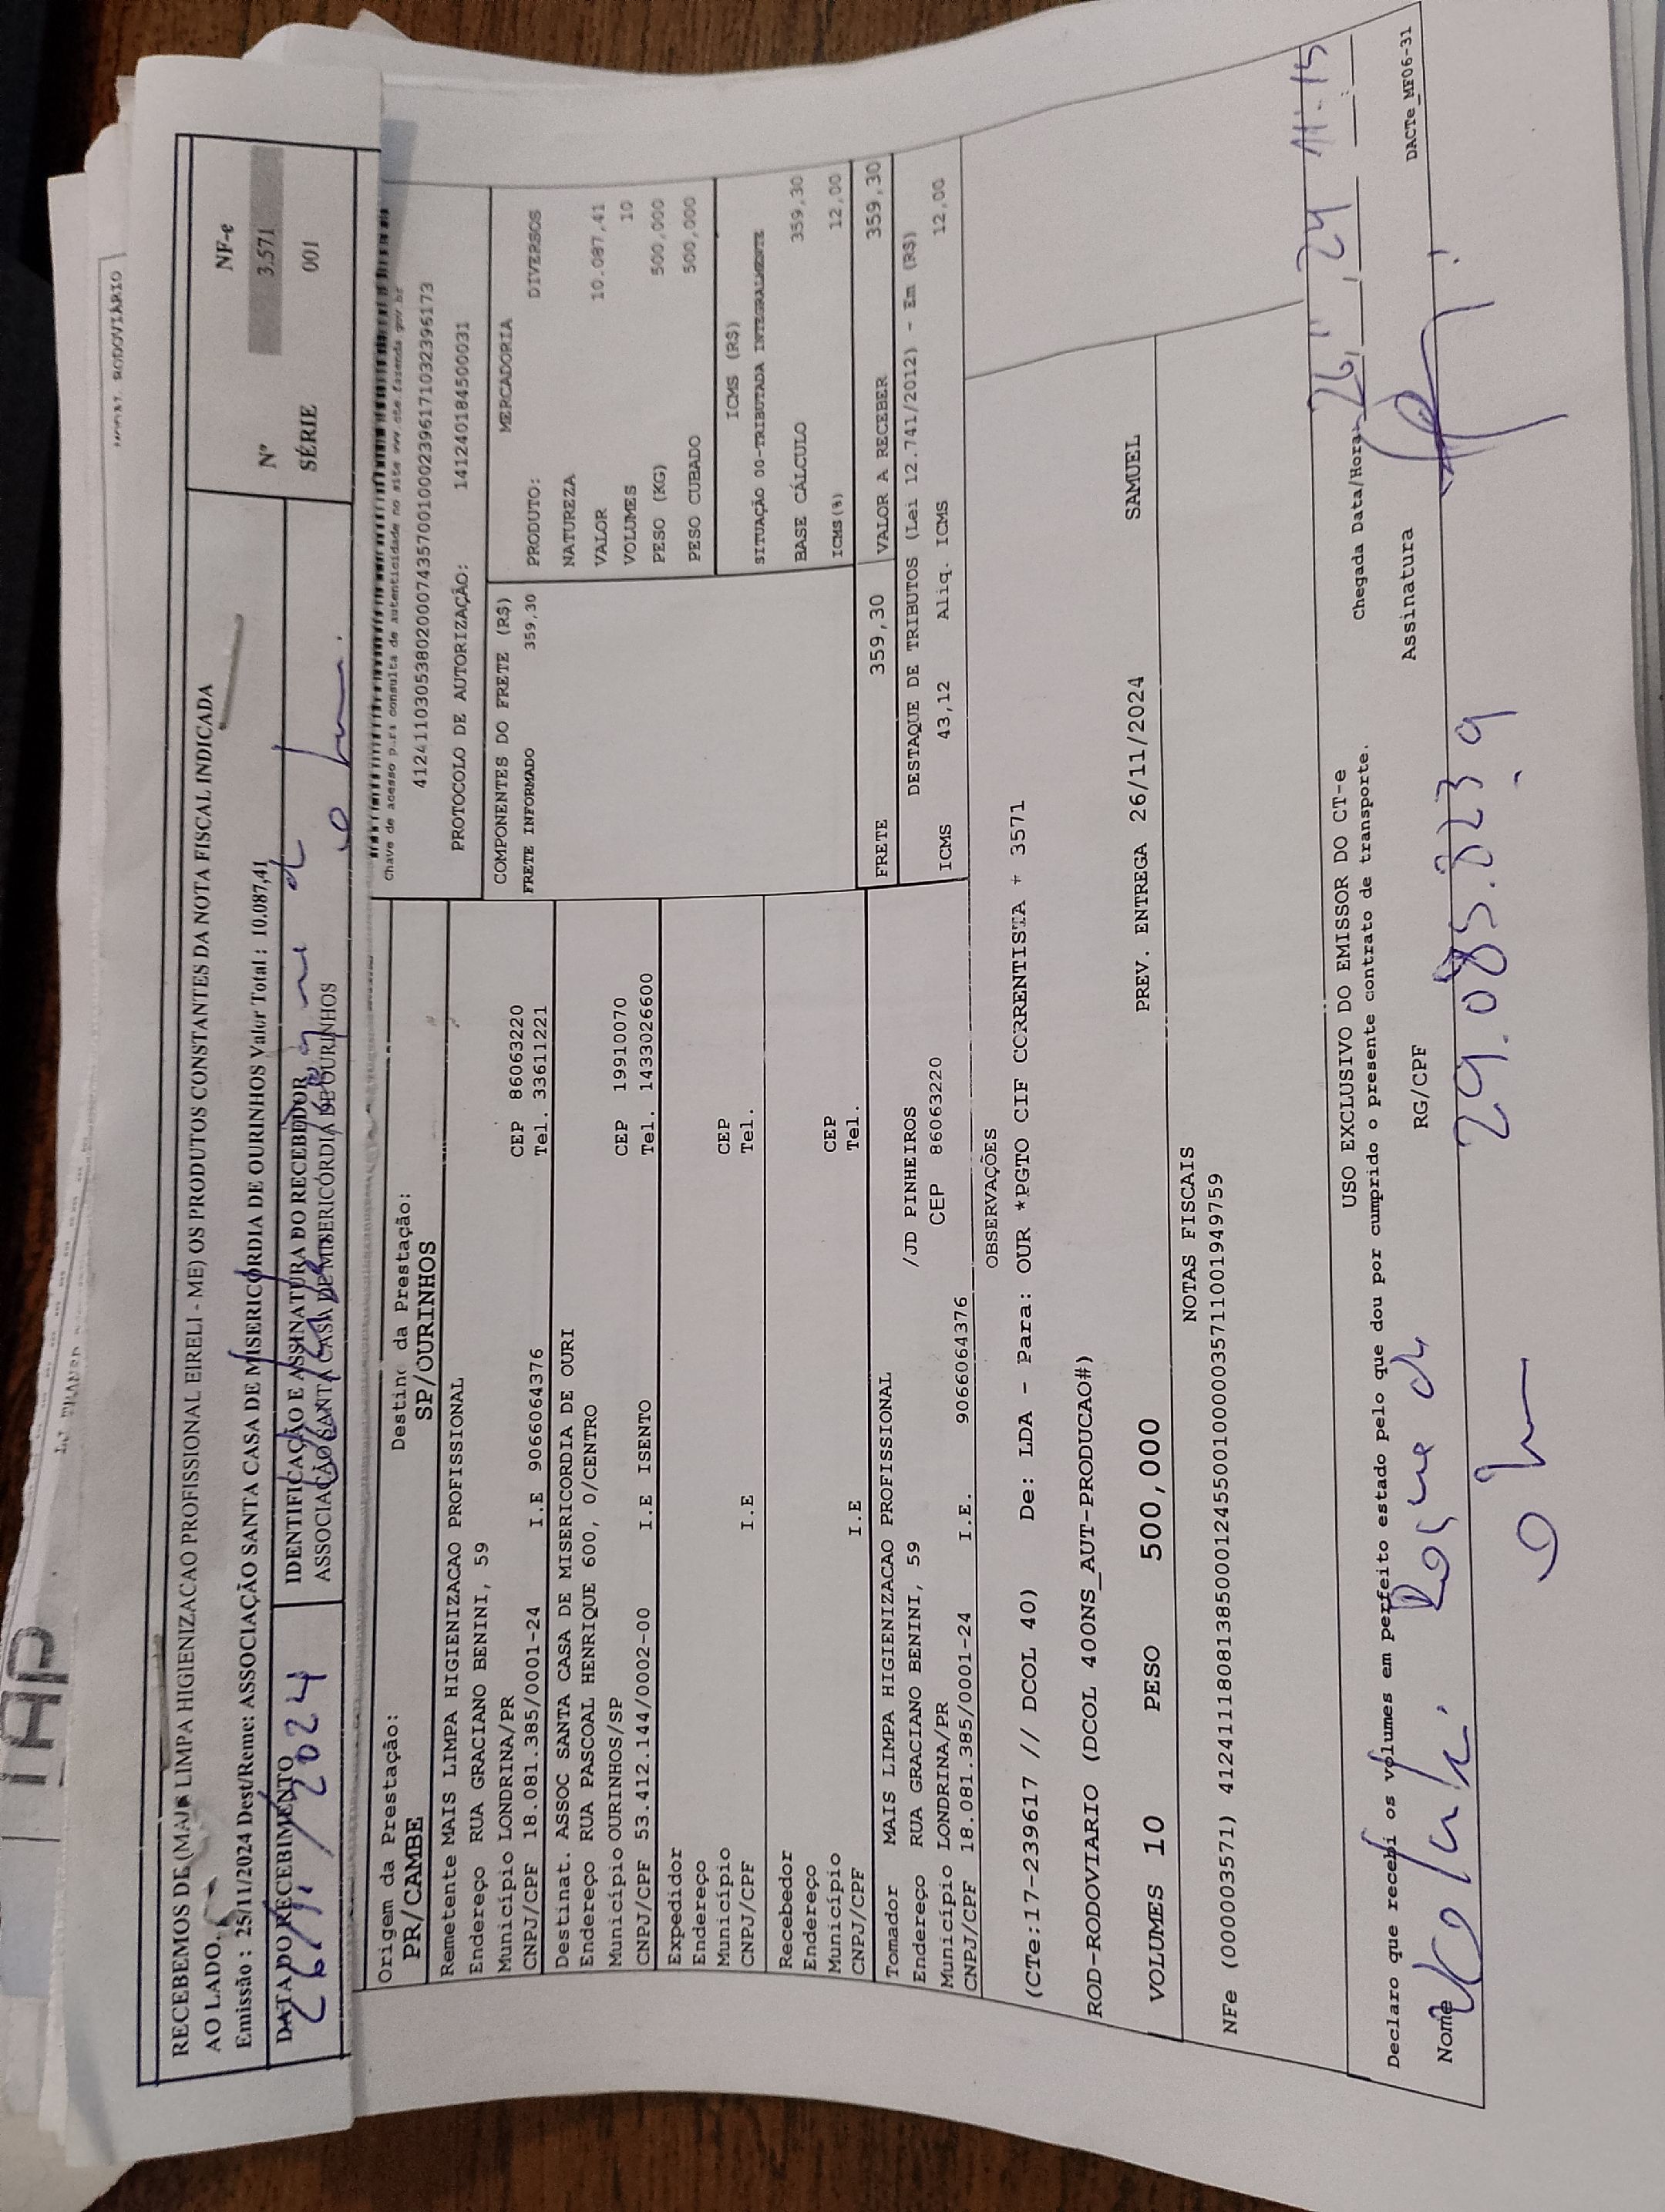 RECEBEMOS DE (MAIS LIMPA HIGIENIZACAO PROFISSIONAL EIRELI - ME) OS PRODUTOS CONSTANTES DA NOTA FISCAL INDICADA
AO LADO.
Emissão : 25/11/2024 Dest/Reme: ASSOCIAÇÃO SANTA CASA DE MISERICÓRDIA DE OURINHOS Valor Total : 10.087,41
NF-e
Nº 3.571
SÉRIE 001
DATA DO RECEBIMENTO
26/11/2024
IDENTIFICAÇÃO E ASSINATURA DO RECEBEDOR
ASSOCIAÇÃO SANTA CASA DE MISERICÓRDIA DE OURINHOS
Origem da Prestação:
PR/CAMBE
Destino da Prestação:
SP/OURINHOS
Chave de acesso para consulta de autenticidade no site www.cte.fazenda gov.br
41241103053802000743570010002396171032396173
PROTOCOLO DE AUTORIZAÇÃO: 141240184500031
Remetente MAIS LIMPA HIGIENIZACAO PROFISSIONAL
Endereço RUA GRACIANO BENINI, 59
Município LONDRINA/PR CEP 86063220
CNPJ/CPF 18.081.385/0001-24 I.E 9066064376 Tel. 33611221
Destinat. ASSOC SANTA CASA DE MISERICORDIA DE OURI
Endereço RUA PASCOAL HENRIQUE 600, 0/CENTRO
Município OURINHOS/SP CEP 19910070
CNPJ/CPF 53.412.144/0002-00 I.E ISENTO Tel. 1433026600
Expedidor
Endereço
Município CEP
CNPJ/CPF I.E Tel.
Recebedor
Endereço
Município CEP
CNPJ/CPF I.E Tel.
Tomador MAIS LIMPA HIGIENIZACAO PROFISSIONAL
Endereço RUA GRACIANO BENINI, 59 /JD PINHEIROS
Município LONDRINA/PR CEP 86063220
CNPJ/CPF 18.081.385/0001-24 I.E. 9066064376
COMPONENTES DO FRETE (R$)
FRETE INFORMADO 359,30
MERCADORIA
PRODUTO: DIVERSOS
NATUREZA
VALOR 10.087,41
VOLUMES 10
PESO (KG) 500,000
PESO CUBADO 500,000
ICMS (R$)
SITUAÇÃO 00-TRIBUTADA INTEGRALMENTE
BASE CÁLCULO 359,30
ICMS(%) 12,00
FRETE 359,30 VALOR A RECEBER 359,30
DESTAQUE DE TRIBUTOS (Lei 12.741/2012) - Em (R$)
ICMS 43,12 Aliq. ICMS 12,00
OBSERVAÇÕES
(CTe:17-239617 // DCOL 40) De: LDA - Para: OUR *PGTO CIF CORRENTISTA + 3571
ROD-RODOVIARIO (DCOL 400NS_AUT-PRODUCAO#)
VOLUMES 10 PESO 500,000 PREV. ENTREGA 26/11/2024 SAMUEL
NOTAS FISCAIS
NFe (000003571) 41241118081385000124550010000035711001949759
USO EXCLUSIVO DO EMISSOR DO CT-e
Declaro que recebi os volumes em perfeito estado pelo que dou por cumprido o presente contrato de transporte.
Chegada Data/Hora: 26, 11, 24 11:15
Nome
RG/CPF
29.085.023 9
Assinatura
DACTe_MF06-31